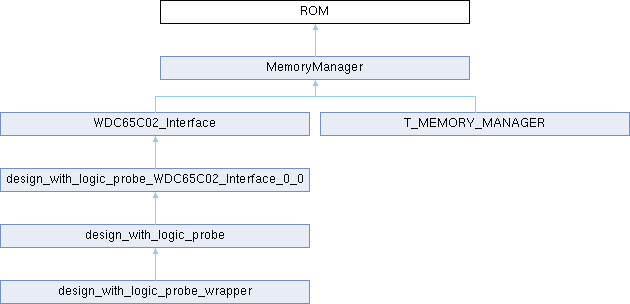 ROM
MemoryManager
WDC65C02_Interface
T_MEMORY_MANAGER
design_with_logic_probe_WDC65C02_Interface_0_0
design_with_logic_probe
design_with_logic_probe_wrapper